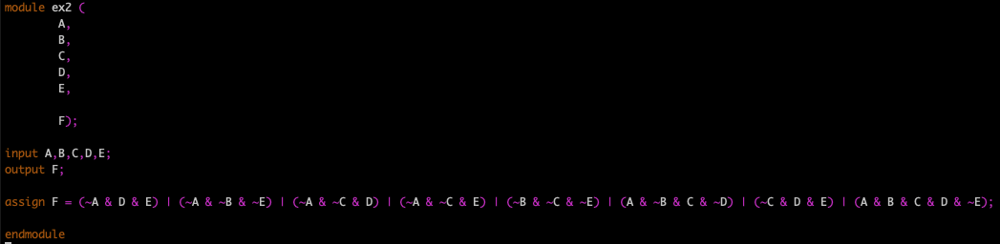 module ex2 (
A,
B,
C,
D,
E,
F);
input A,B,C,D,E;
output F;
assign F = (~A & D & E) | (~A & ~B & ~E) | (~A & ~C & D) | (~A & ~C & E) | (~B & ~C & ~E) | (A & ~B & C & ~D) | (~C & D & E) | (A & B & C & D & ~E);
endmodule